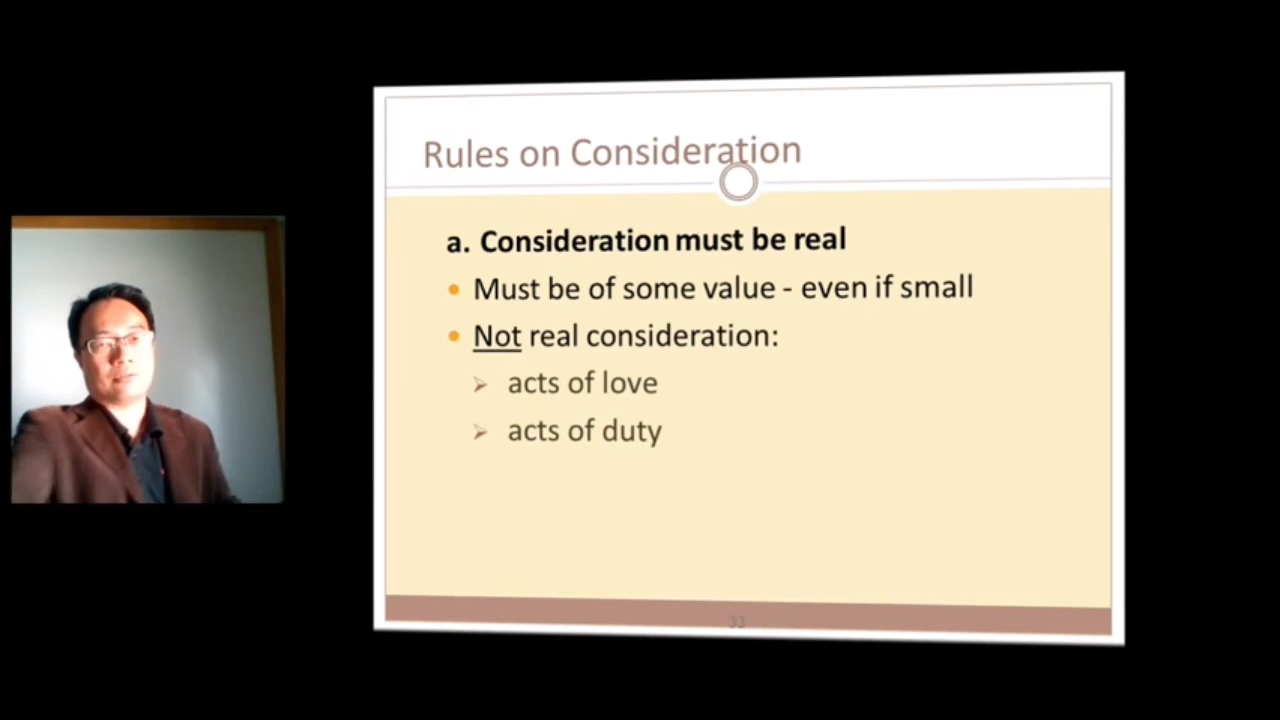 Rules on Consideration
a. Consideration must be real
• Must be of some value - even if small
• Not real consideration:
➢ acts of love
➢ acts of duty
33